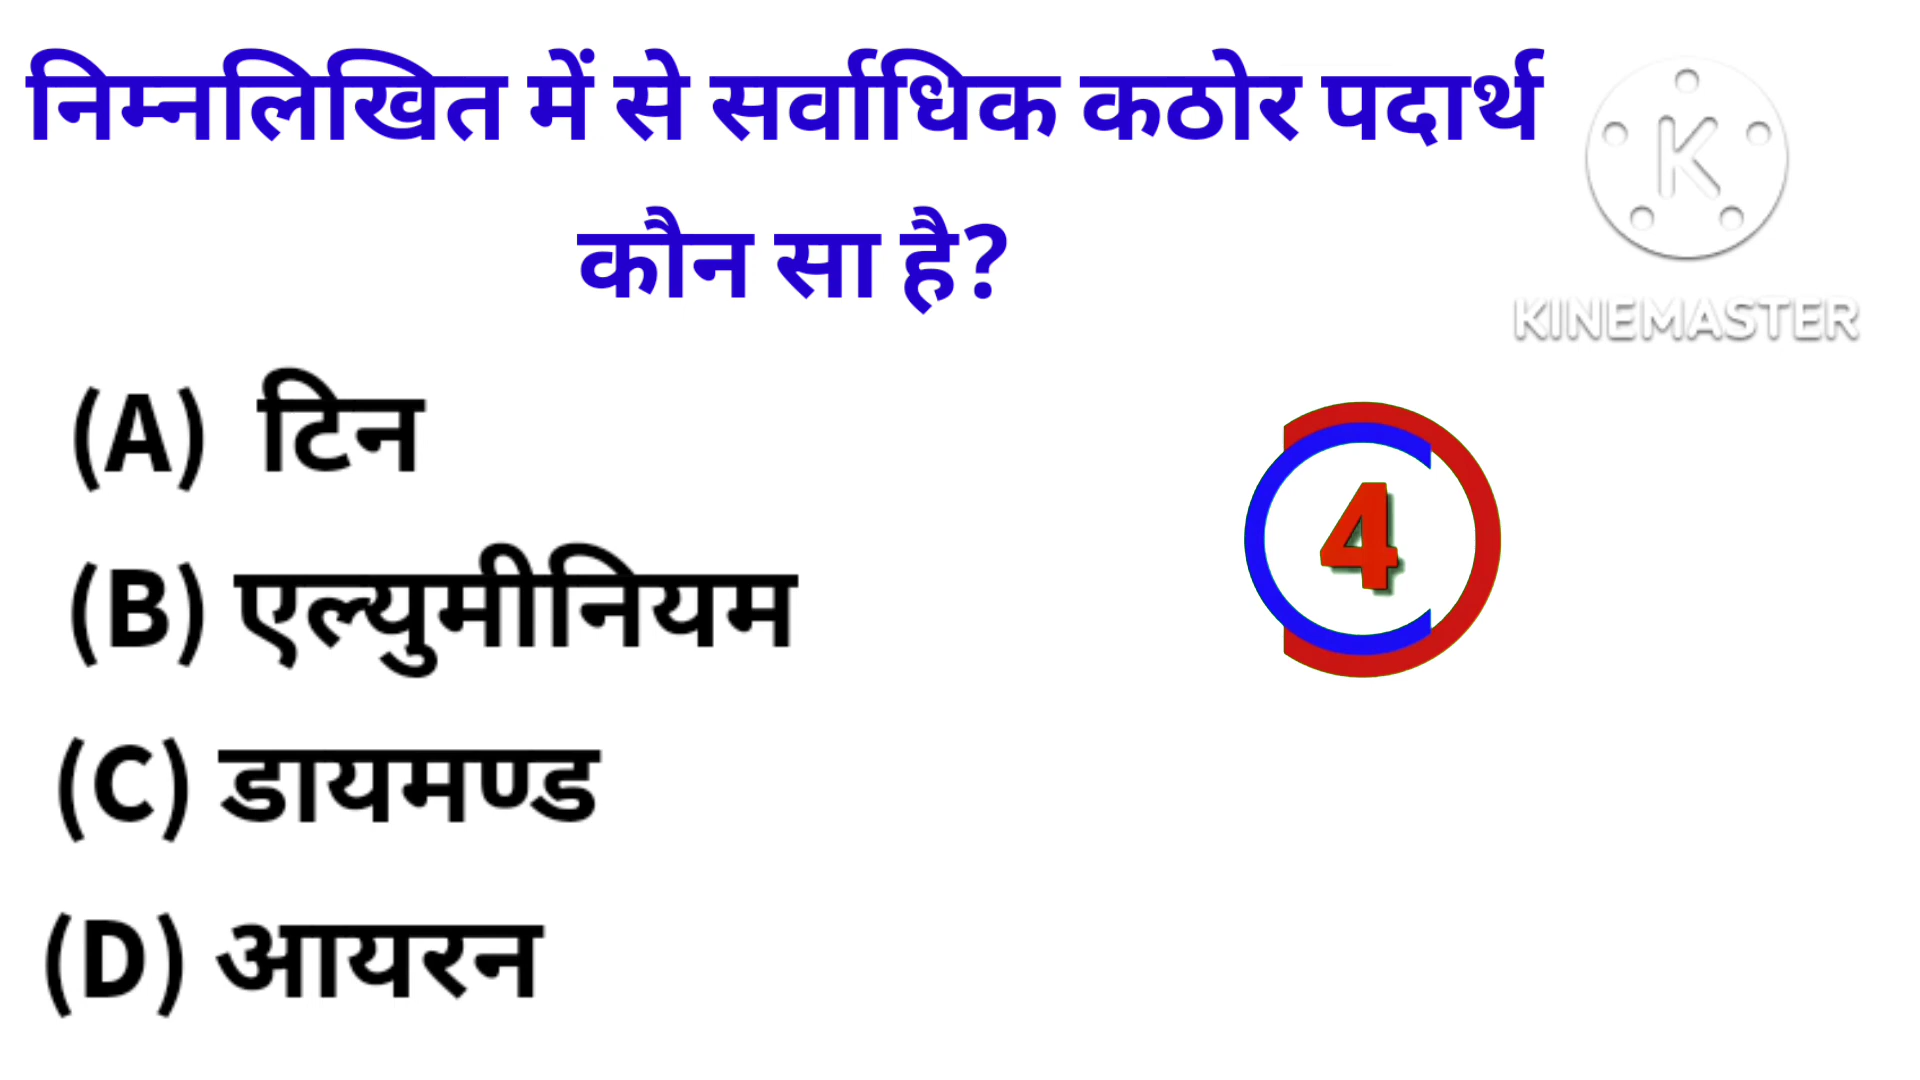 निम्नलिखित में से सर्वाधिक कठोर पदार्थ
कौन सा है?
K
KINEMASTER
(A) टिन
4
(B) एल्युमीनियम
(C) डायमण्ड
(D) आयरन